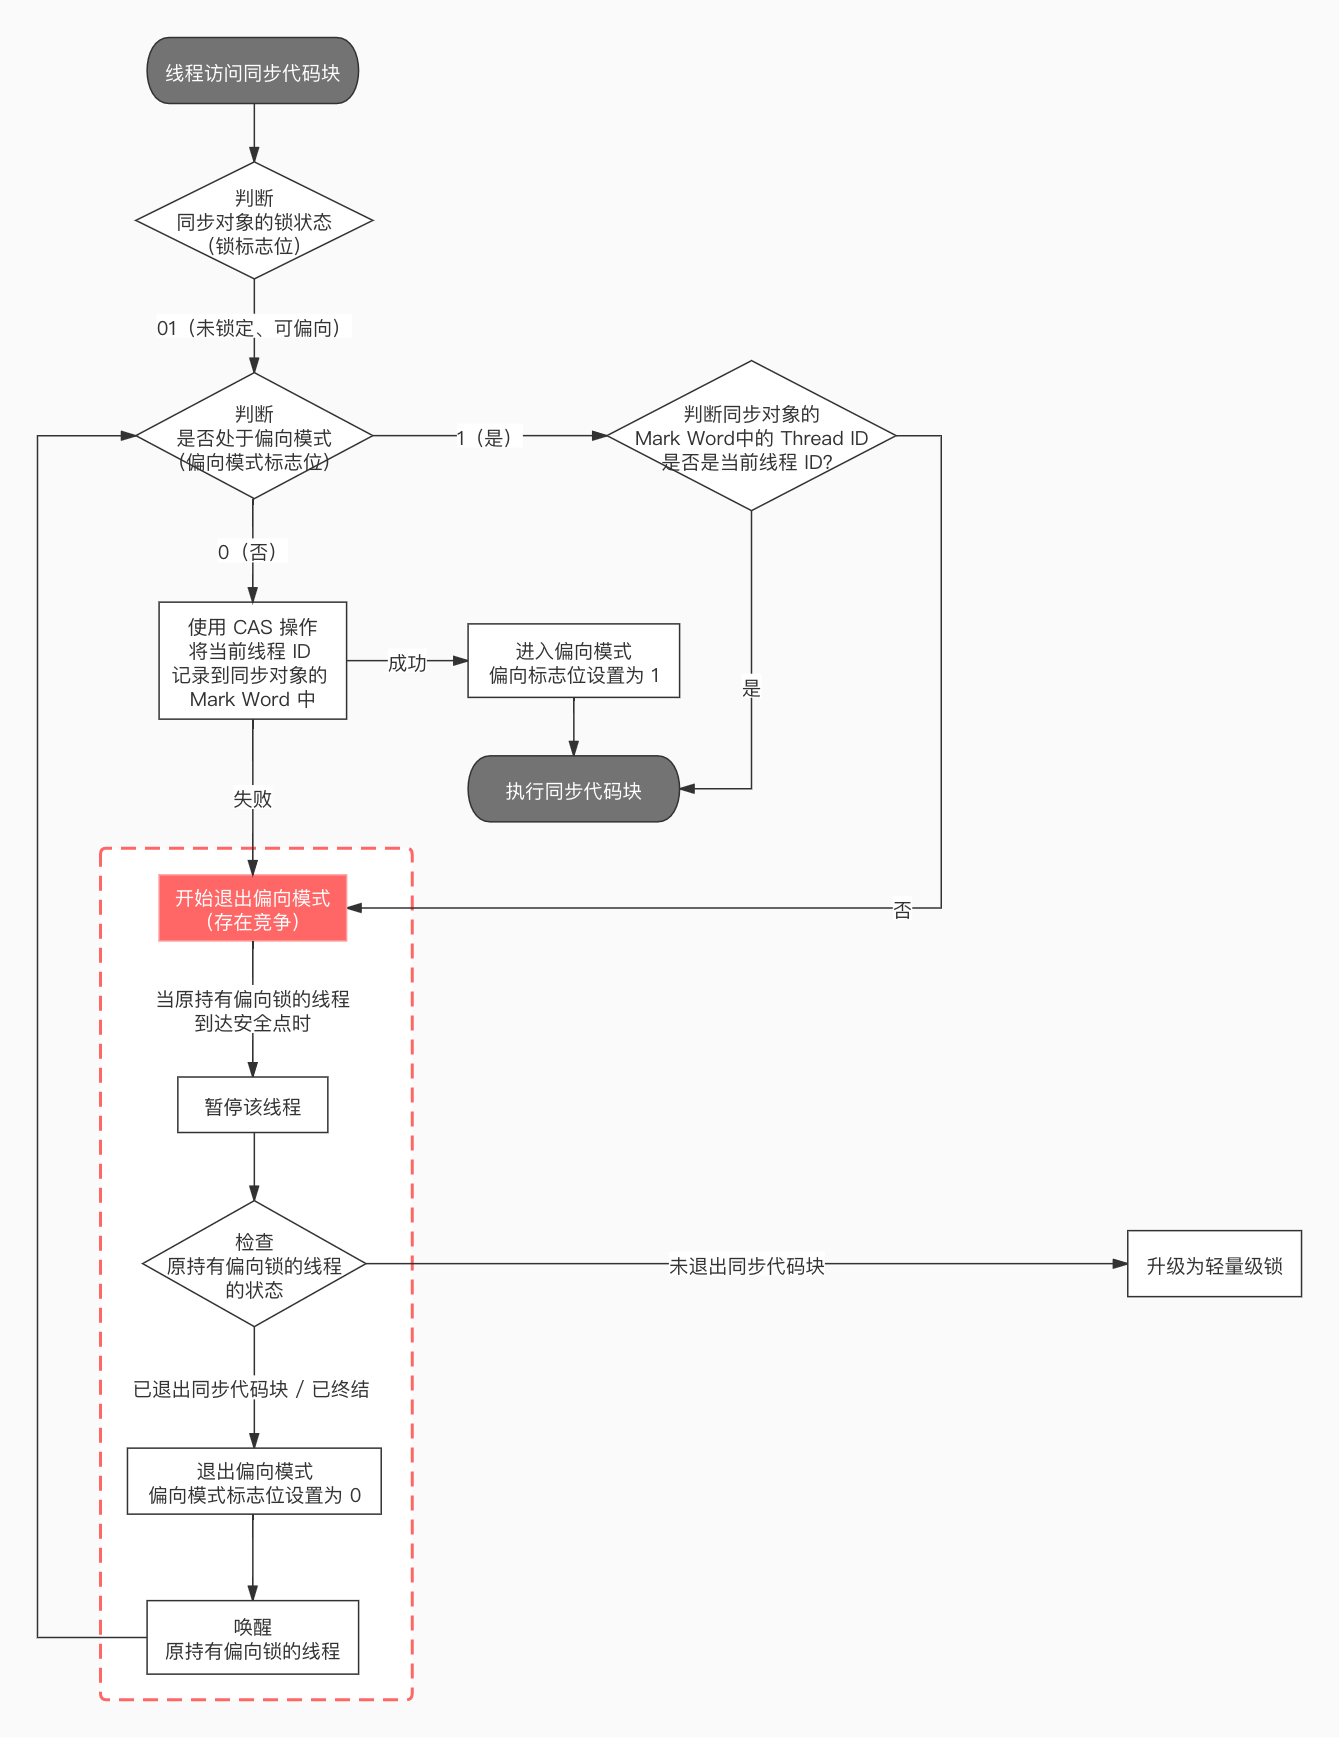 线程访问同步代码块
判断
同步对象的锁状态
（锁标志位）
01（未锁定、可偏向）
判断
是否处于偏向模式
（偏向模式标志位）
1（是）
判断同步对象的
Mark Word中的 Thread ID
是否是当前线程 ID?
0（否）
使用 CAS 操作
将当前线程 ID
记录到同步对象的
Mark Word 中
成功
进入偏向模式
偏向标志位设置为 1
是
执行同步代码块
失败
开始退出偏向模式
（存在竞争）
否
当原持有偏向锁的线程
到达安全点时
暂停该线程
检查
原持有偏向锁的线程
的状态
未退出同步代码块
升级为轻量级锁
已退出同步代码块 / 已终结
退出偏向模式
偏向模式标志位设置为 0
唤醒
原持有偏向锁的线程